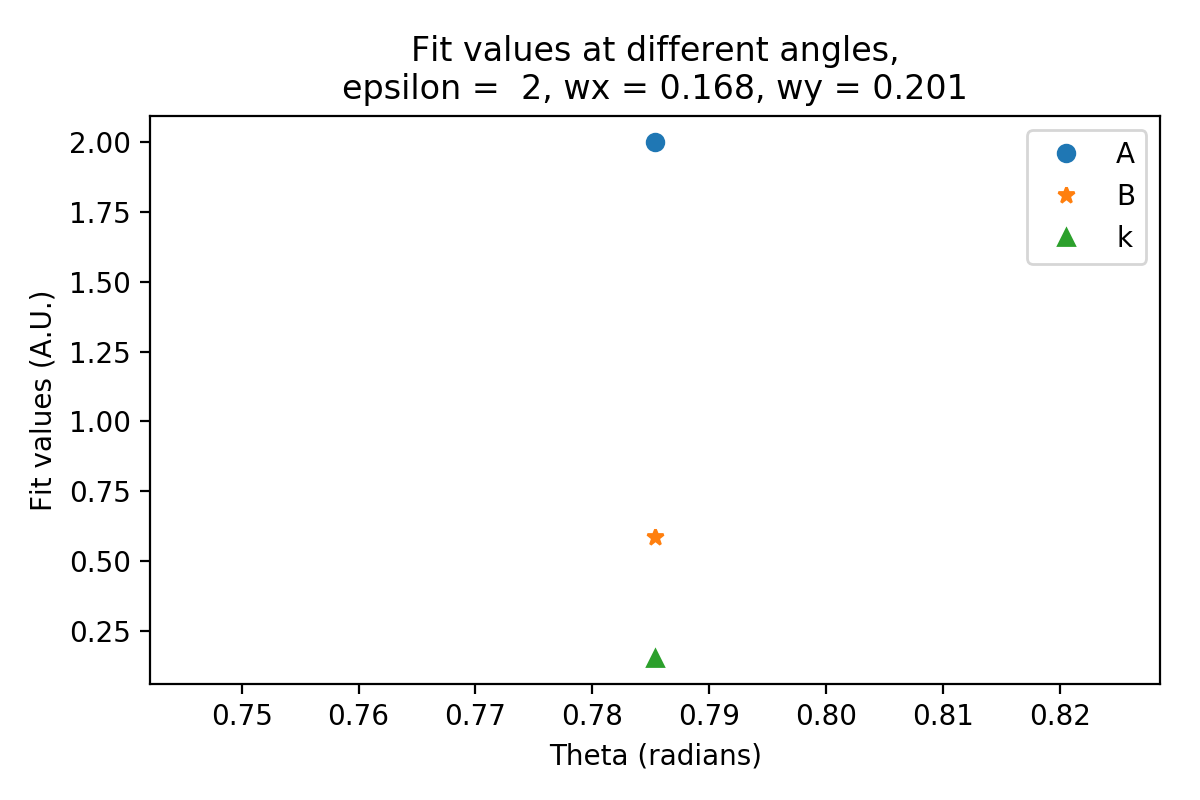 Fit values at different angles,
epsilon =  2, wx = 0.168, wy = 0.201
A
B
k
Fit values (A.U.)
2.00
1.75
1.50
1.25
1.00
0.75
0.50
0.25
0.75 0.76 0.77 0.78 0.79 0.80 0.81 0.82
Theta (radians)